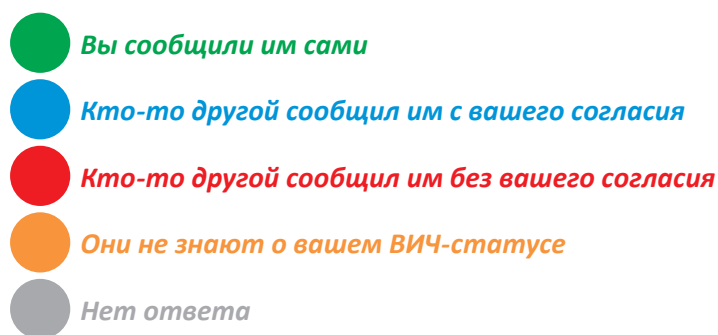 Вы сообщили им сами
Кто-то другой сообщил им с вашего согласия
Кто-то другой сообщил им без вашего согласия
Они не знают о вашем ВИЧ-статусе
Нет ответа